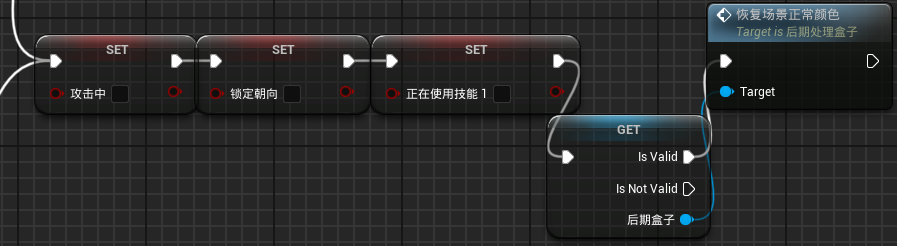 SET
攻击中
SET
锁定朝向
SET
正在使用技能 1
GET
Is Valid
Is Not Valid
后期盒子
恢复场景正常颜色
Target is 后期处理盒子
Target